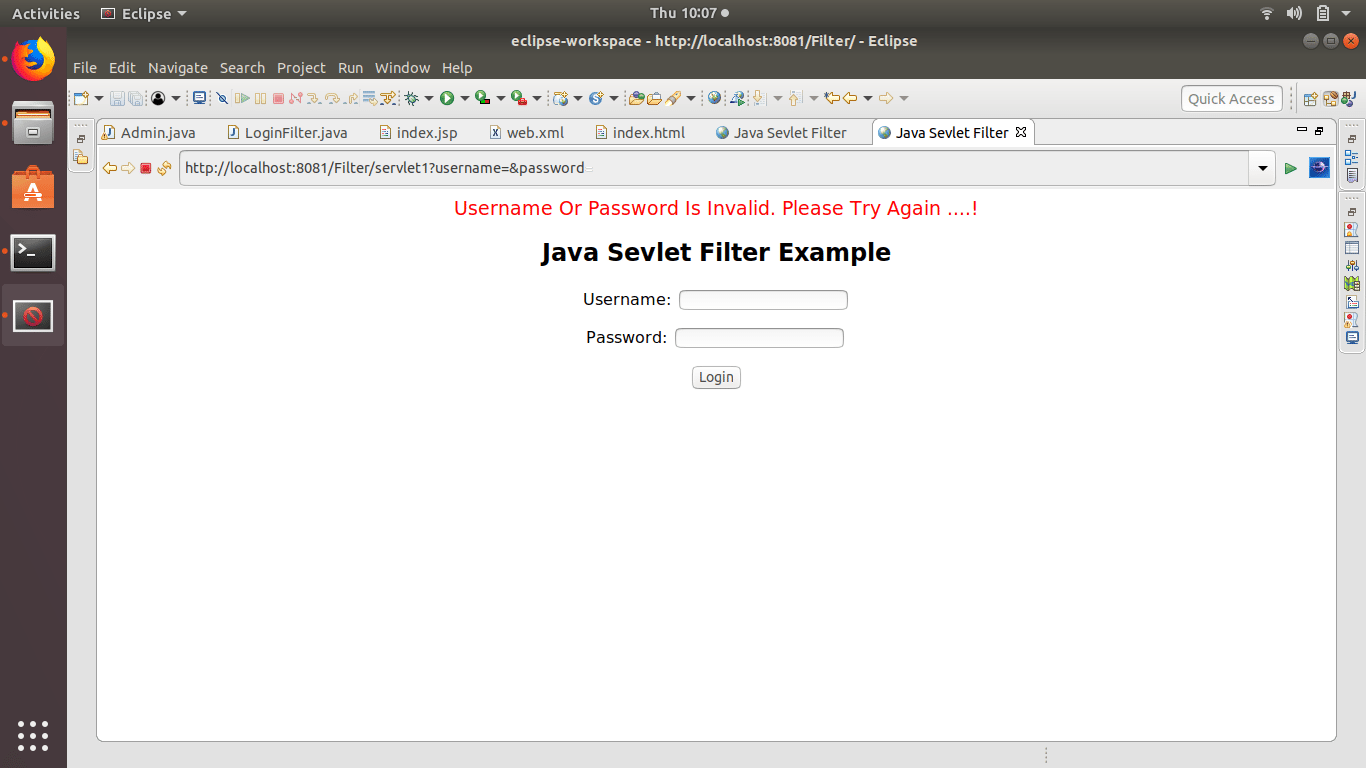 Activities Eclipse Thu 10:07
eclipse-workspace - http://localhost:8081/Filter/ - Eclipse
File Edit Navigate Search Project Run Window Help
Quick Access
Admin.java LoginFilter.java index.jsp web.xml index.html Java Sevlet Filter Java Sevlet Filter
http://localhost:8081/Filter/servlet1?username=&password=
Username Or Password Is Invalid. Please Try Again ....!
Java Sevlet Filter Example
Username:
Password:
Login